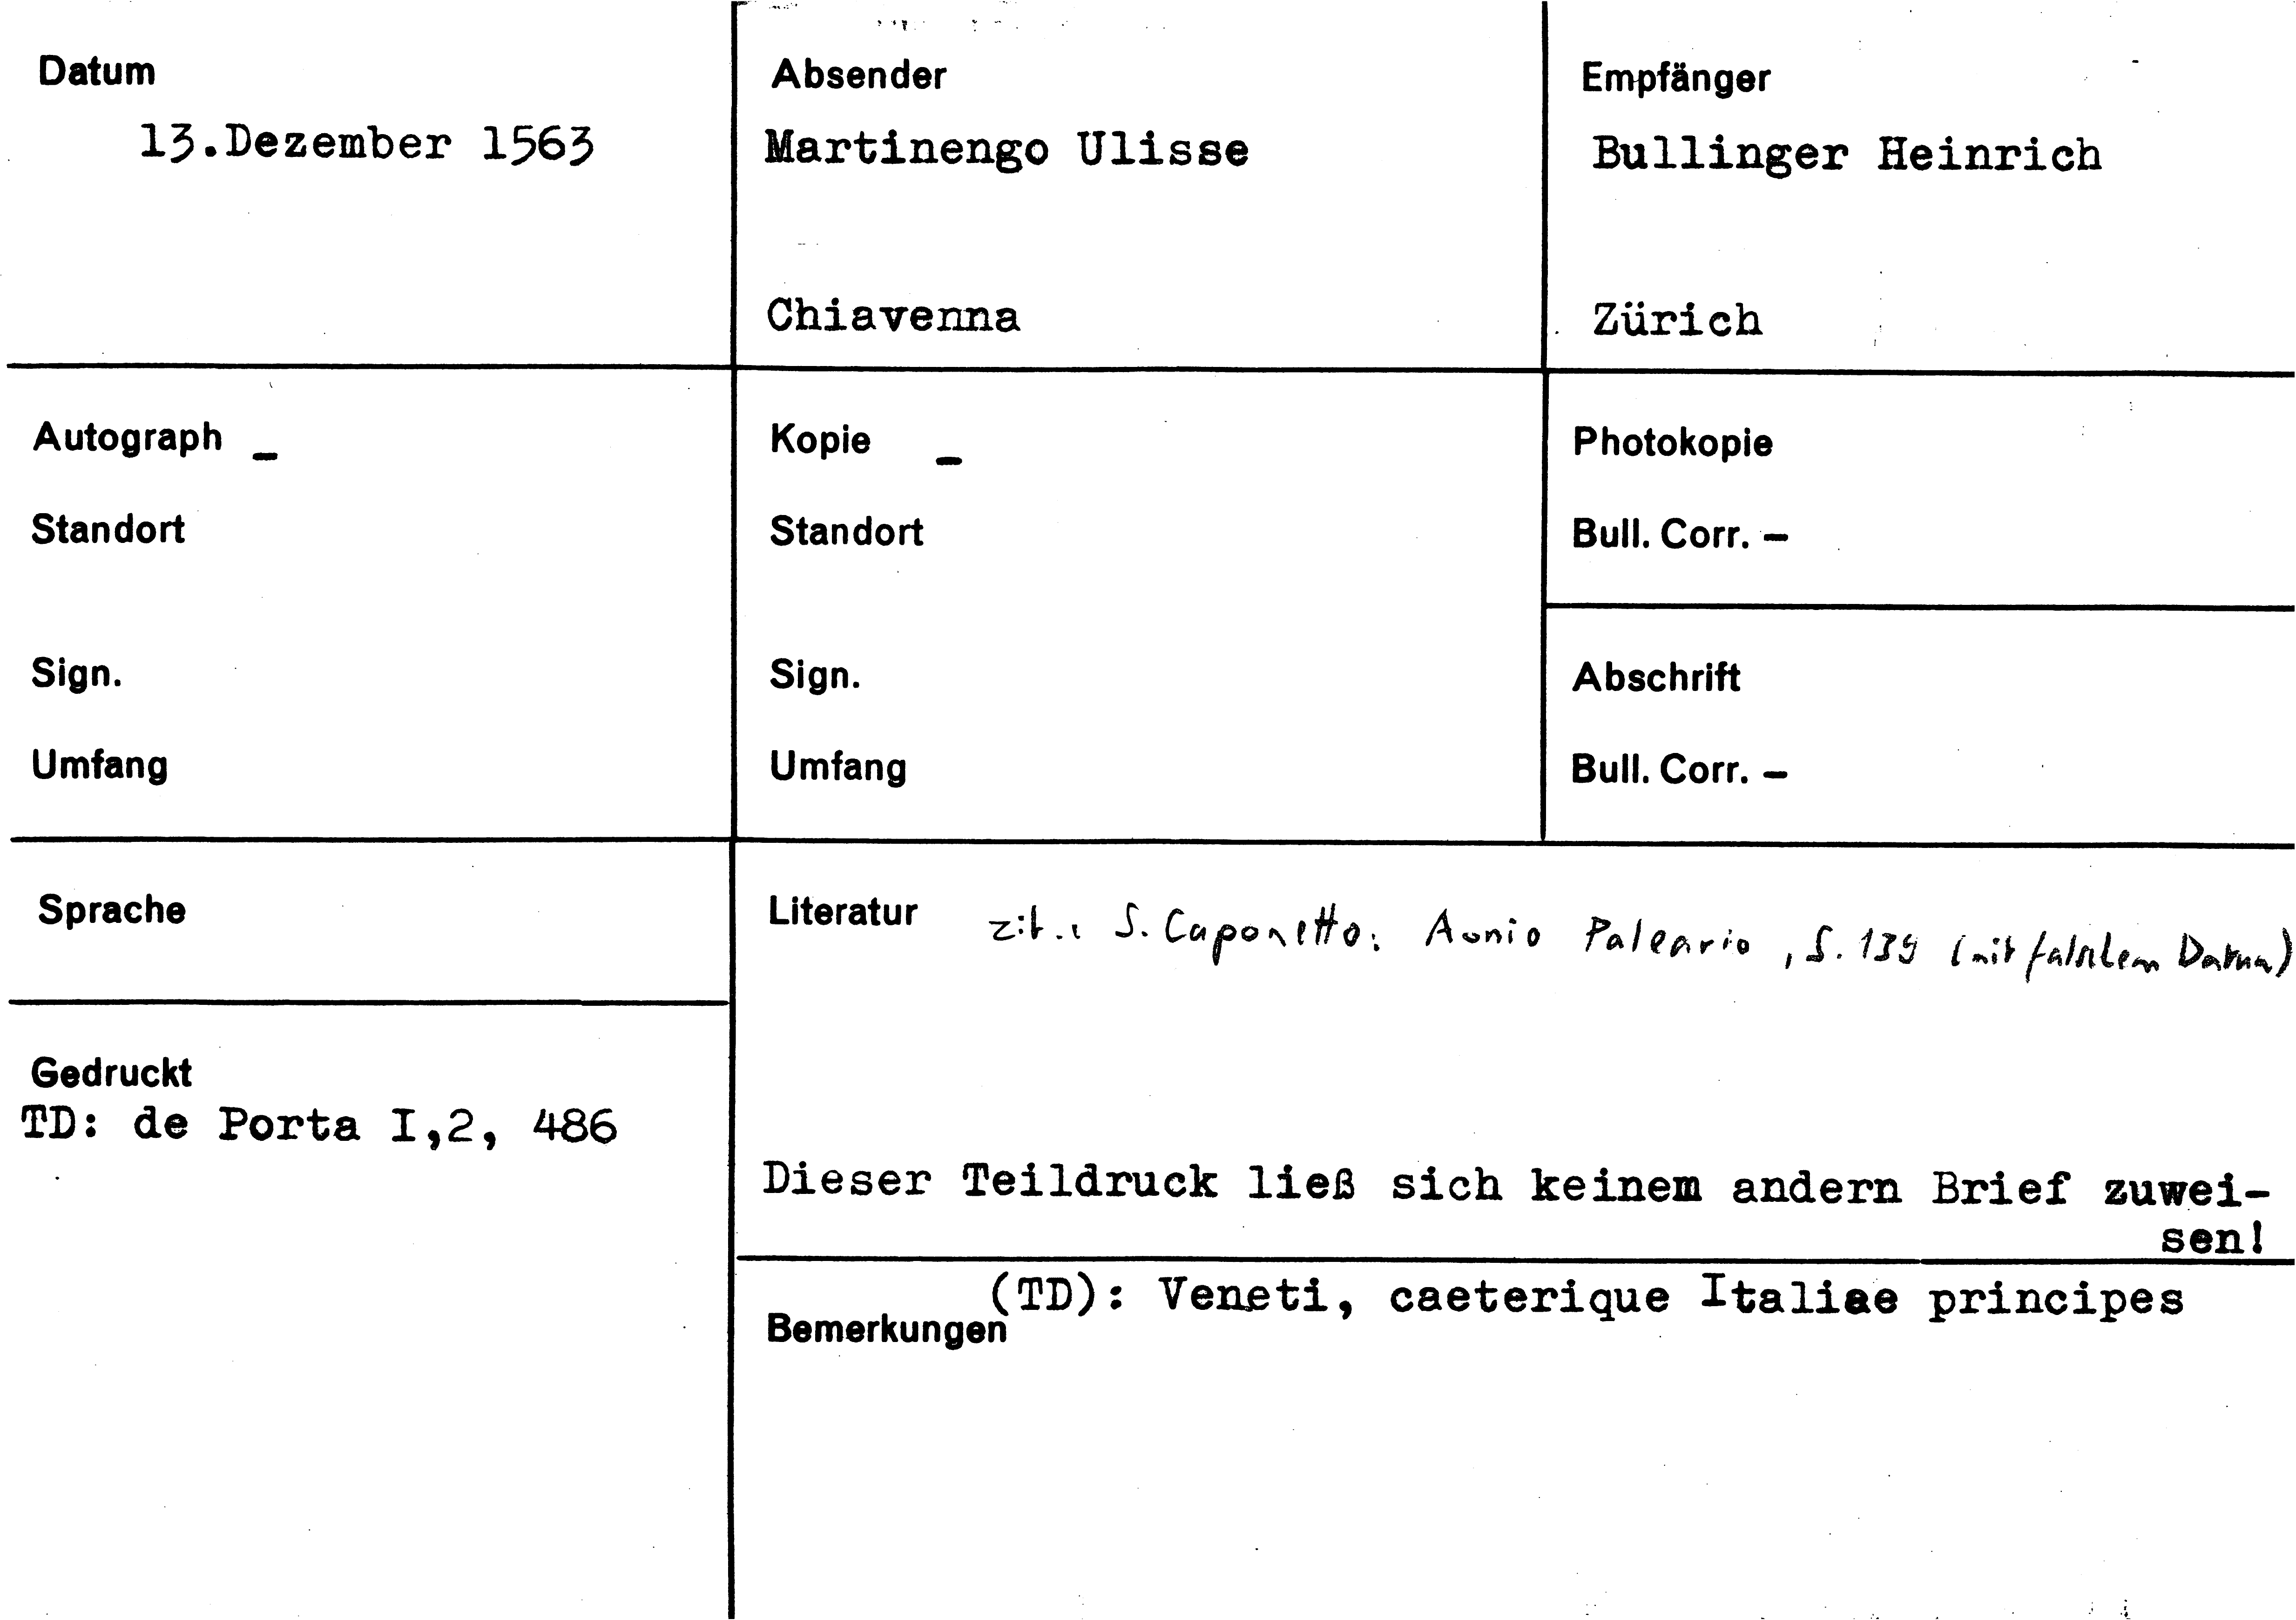 Datum
13.Dezember 1563
Absender
Martinengo Ulisse
Chiavenna
Empfänger
Bullinger Heinrich
Zürich
Autograph –
Standort
Sign.
Umfang
Kopie –
Standort
Sign.
Umfang
Photokopie
Bull. Corr. –
Abschrift
Bull. Corr. –
Sprache
Gedruckt
TD: de Porta I,2, 486
Literatur zit.: S. Caponetto: Aonio Paleario, S. 139 (mit falschem Datum)
Dieser Teildruck ließ sich keinem andern Brief zuwei-
sen!
(TD): Veneti, caeterique Italiae principes
Bemerkungen